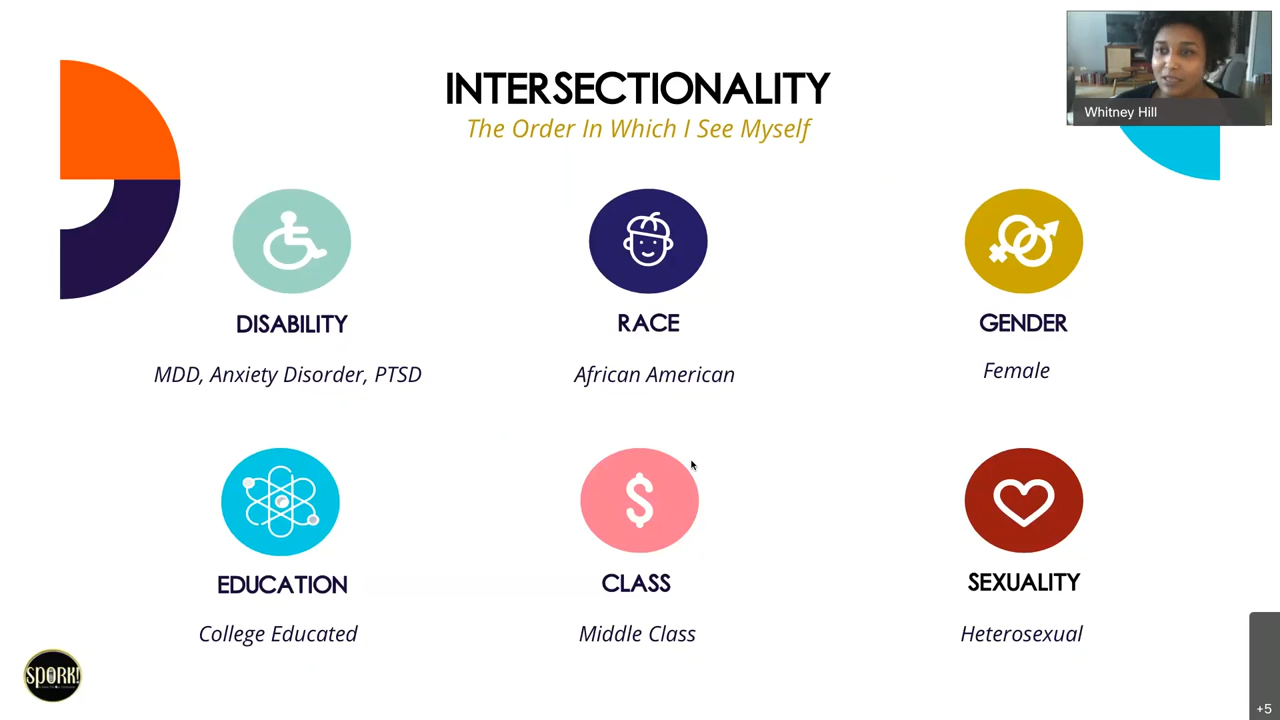 INTERSECTIONALITY
The Order In Which I See Myself
Whitney Hill
DISABILITY
RACE
GENDER
MDD, Anxiety Disorder, PTSD
African American
Female
$
EDUCATION
CLASS
SEXUALITY
College Educated
Middle Class
Heterosexual
SPORK!
+5